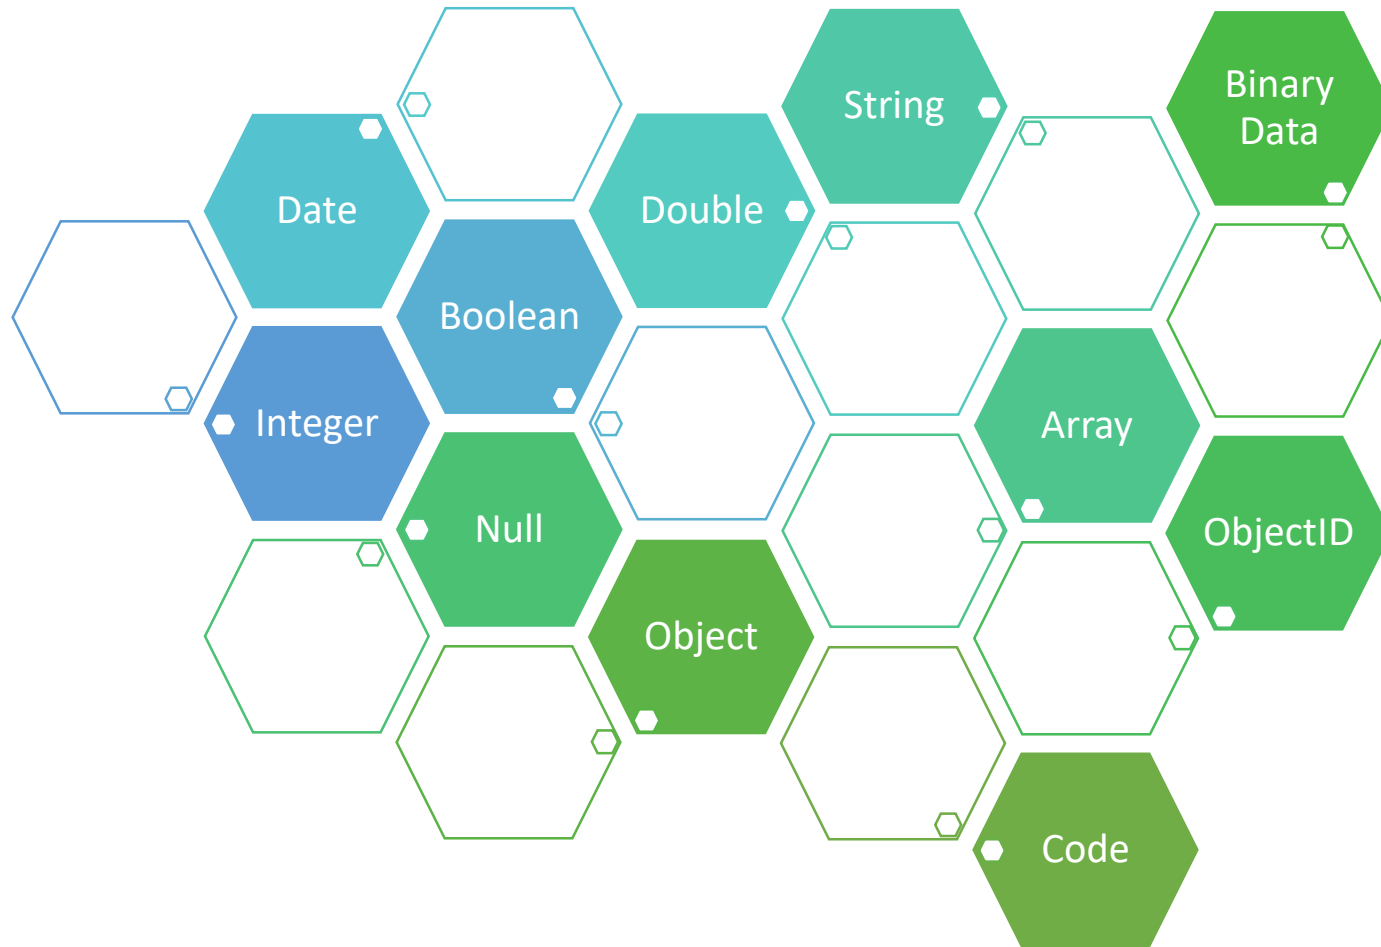 String
Binary
Data
Date
Double
Boolean
Integer
Array
Null
ObjectID
Object
Code